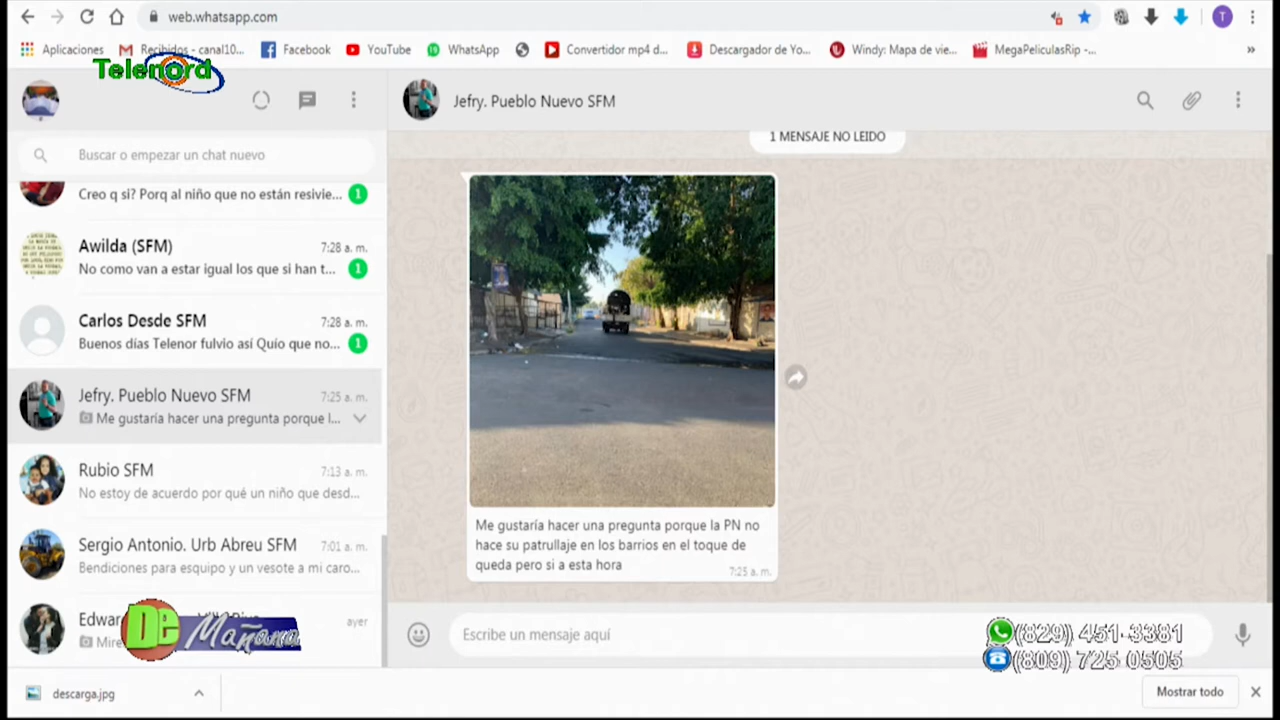 web.whatsapp.com
T
Aplicaciones
Recibidos - canal10...
Facebook
YouTube
WhatsApp
Convertidor mp4 d...
Descargador de Yo...
Windy: Mapa de vie...
MegaPeliculasRip -...
»
Telenord
Jefry. Pueblo Nuevo SFM
Buscar o empezar un chat nuevo
1 MENSAJE NO LEIDO
Creo q si? Porq al niño que no están resivie...
1
Awilda (SFM)
7:28 a. m.
No como van a estar igual los que si han t...
1
Carlos Desde SFM
7:28 a. m.
Buenos días Telenor fulvio así Quío que no...
1
Jefry. Pueblo Nuevo SFM
7:25 a. m.
Me gustaría hacer una pregunta porque l...
Rubio SFM
7:13 a. m.
No estoy de acuerdo por qué un niño que desd...
Sergio Antonio. Urb Abreu SFM
7:01 a. m.
Bendiciones para esquipo y un vesote a mi caro...
ayer
De Mañana
Me gustaría hacer una pregunta porque la PN no
hace su patrullaje en los barrios en el toque de
queda pero si a esta hora
7:25 a. m.
Escribe un mensaje aquí
(829) 451-3381
(809) 725 0505
descarga.jpg
Mostrar todo